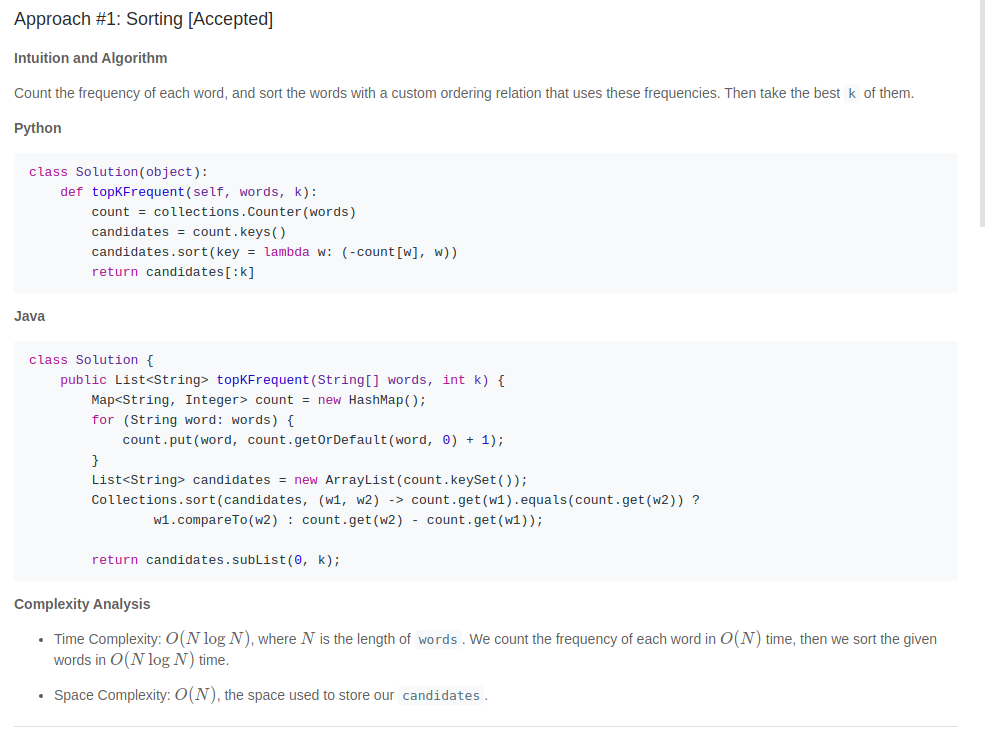 Approach #1: Sorting [Accepted]
Intuition and Algorithm
Count the frequency of each word, and sort the words with a custom ordering relation that uses these frequencies. Then take the best k of them.
Python
class Solution(object):
    def topKFrequent(self, words, k):
        count = collections.Counter(words)
        candidates = count.keys()
        candidates.sort(key = lambda w: (-count[w], w))
        return candidates[:k]
Java
class Solution {
    public List<String> topKFrequent(String[] words, int k) {
        Map<String, Integer> count = new HashMap();
        for (String word: words) {
            count.put(word, count.getOrDefault(word, 0) + 1);
        }
        List<String> candidates = new ArrayList(count.keySet());
        Collections.sort(candidates, (w1, w2) -> count.get(w1).equals(count.get(w2)) ?
                w1.compareTo(w2) : count.get(w2) - count.get(w1));
        return candidates.subList(0, k);
Complexity Analysis
• Time Complexity: O(N log N), where N is the length of words . We count the frequency of each word in O(N) time, then we sort the given
words in O(N log N) time.
• Space Complexity: O(N), the space used to store our candidates .